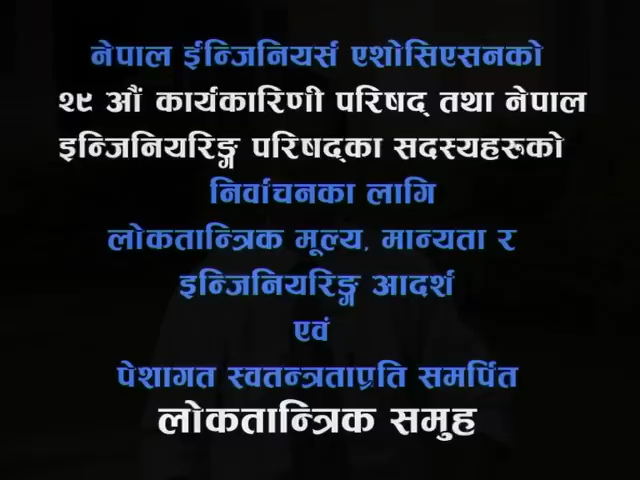 नेपाल ईन्जिनियर्स एशोसिएसनको
२९ औं कार्यकारिणी परिषद् तथा नेपाल
इन्जिनियरिङ्ग परिषद्का सदस्यहरुको
निर्वाचनका लागि
लोकतान्त्रिक मूल्य, मान्यता र
इन्जिनियरिङ्ग आदर्श
एवं
पेशागत स्वतन्त्रताप्रति समर्पित
लोकतान्त्रिक समुह